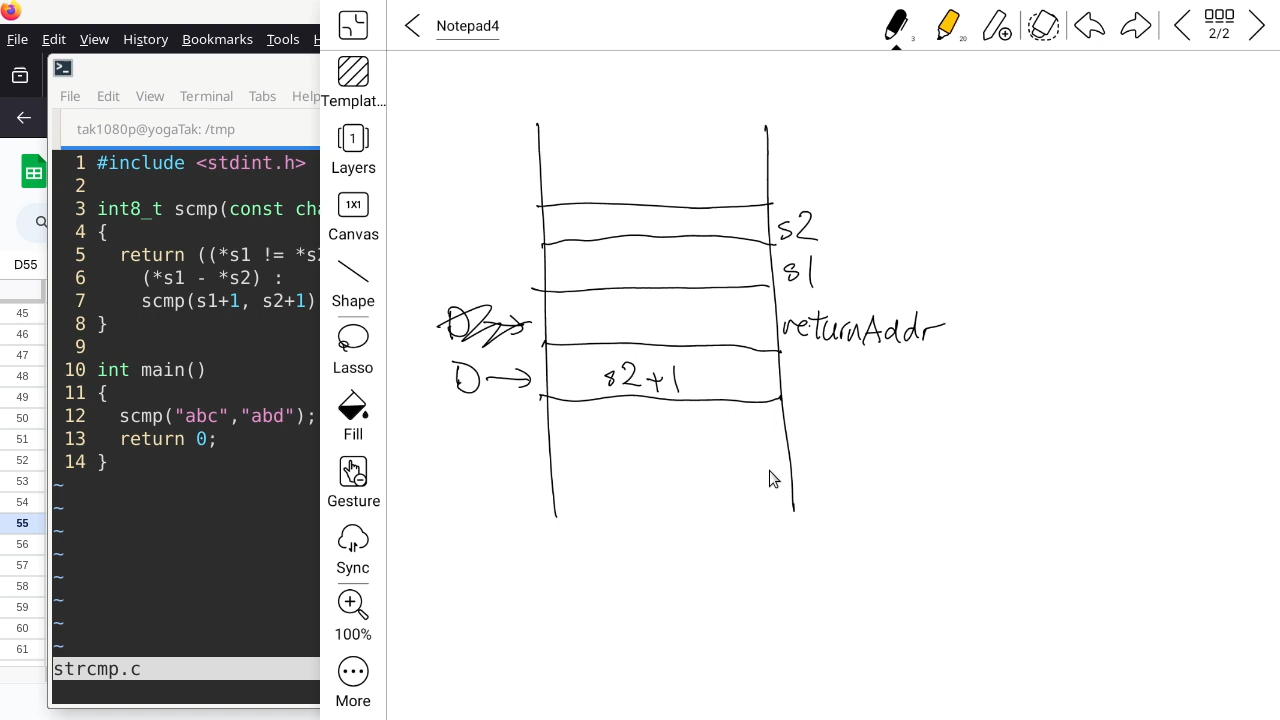 File Edit View History Bookmarks Tools H
D55
45
46
47
48
49
50
51
52
53
54
55
56
57
58
59
60
61
File Edit View Terminal Tabs Help
tak1080p@yogaTak: /tmp
1 #include <stdint.h>
2
3 int8_t scmp(const cha
4 {
5 return ((*s1 != *s2
6 (*s1 - *s2) :
7 scmp(s1+1, s2+1)
8 }
9
10 int main()
11 {
12 scmp("abc","abd");
13 return 0;
14 }
~
~
~
~
~
~
~
~
strcmp.c
Templat...
1
Layers
1X1
Canvas
Shape
Lasso
Fill
Gesture
Sync
100%
More
Notepad4
3
20
2/2
s2
s1
returnAddr
D
s2+1